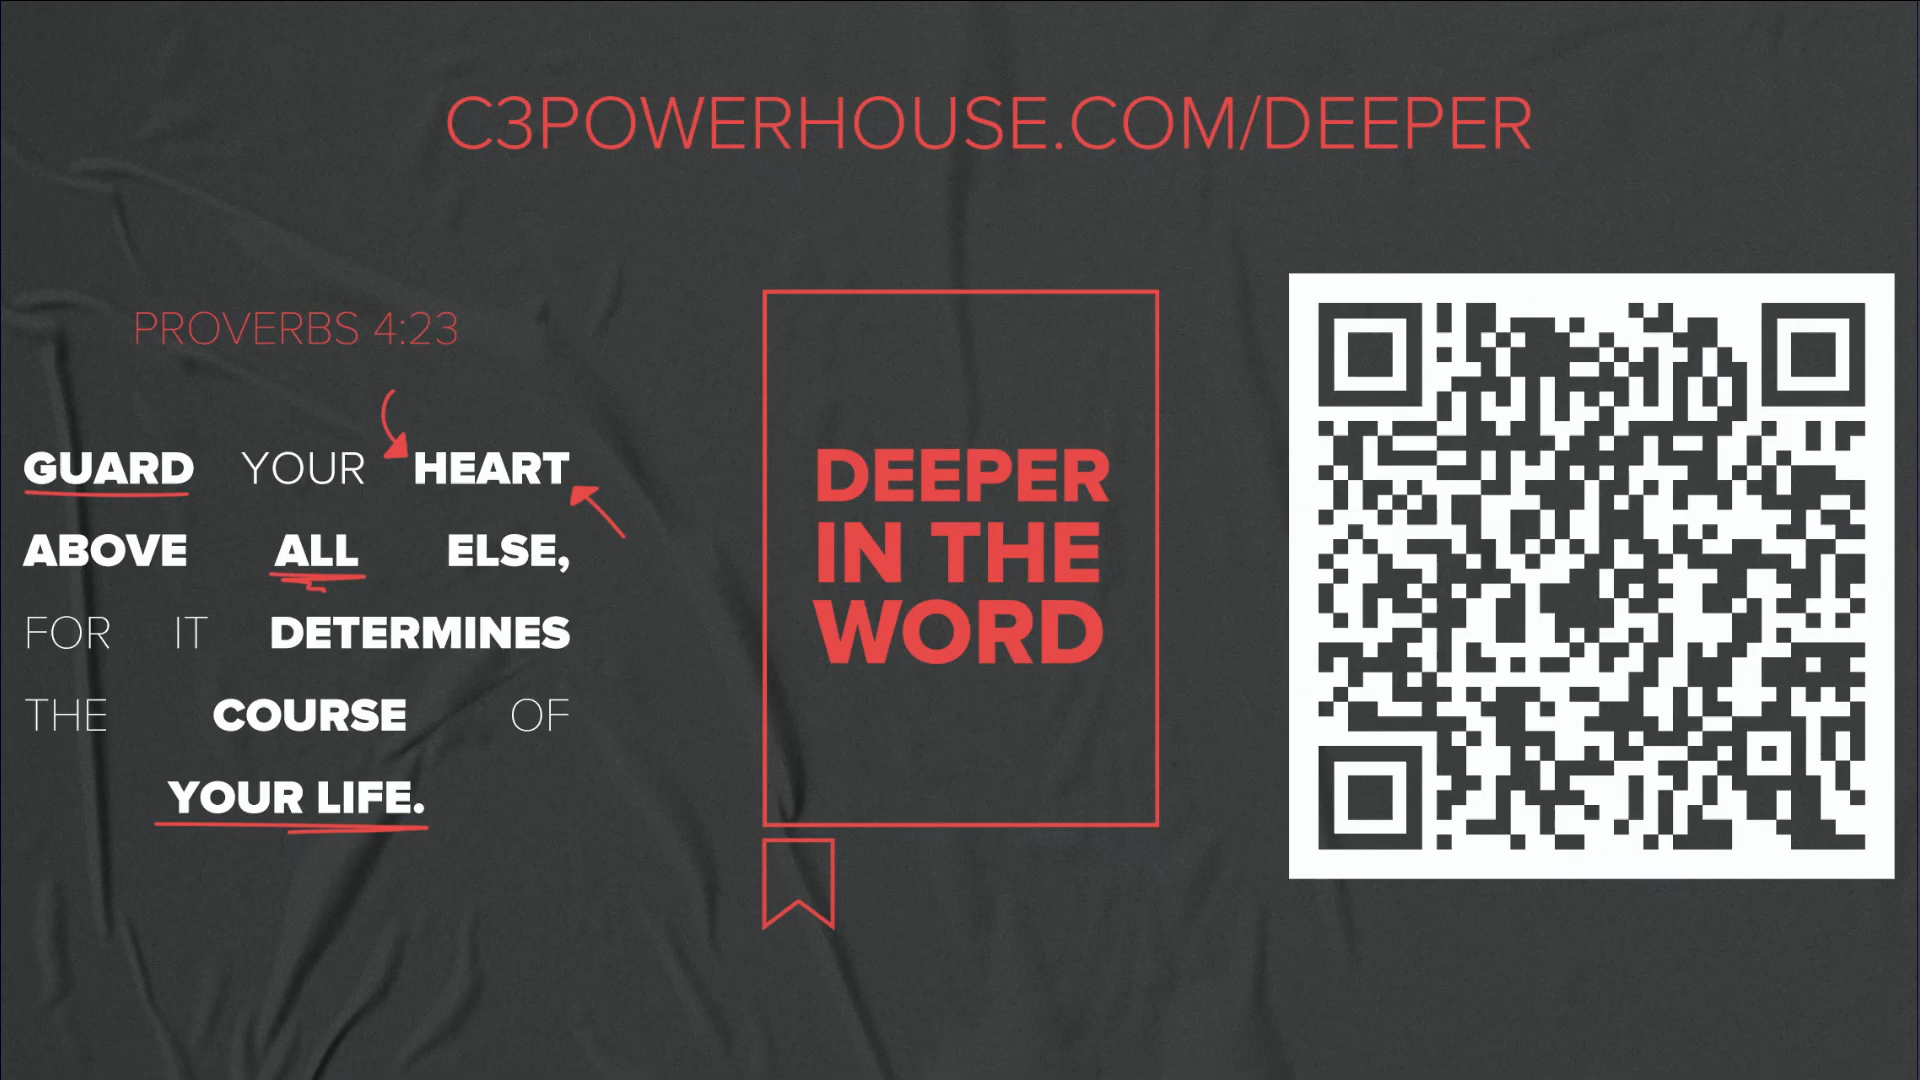 C3POWERHOUSE.COM/DEEPER
PROVERBS 4:23
GUARD YOUR HEART
ABOVE ALL ELSE,
FOR IT DETERMINES
THE COURSE OF
YOUR LIFE.
DEEPER
IN THE
WORD